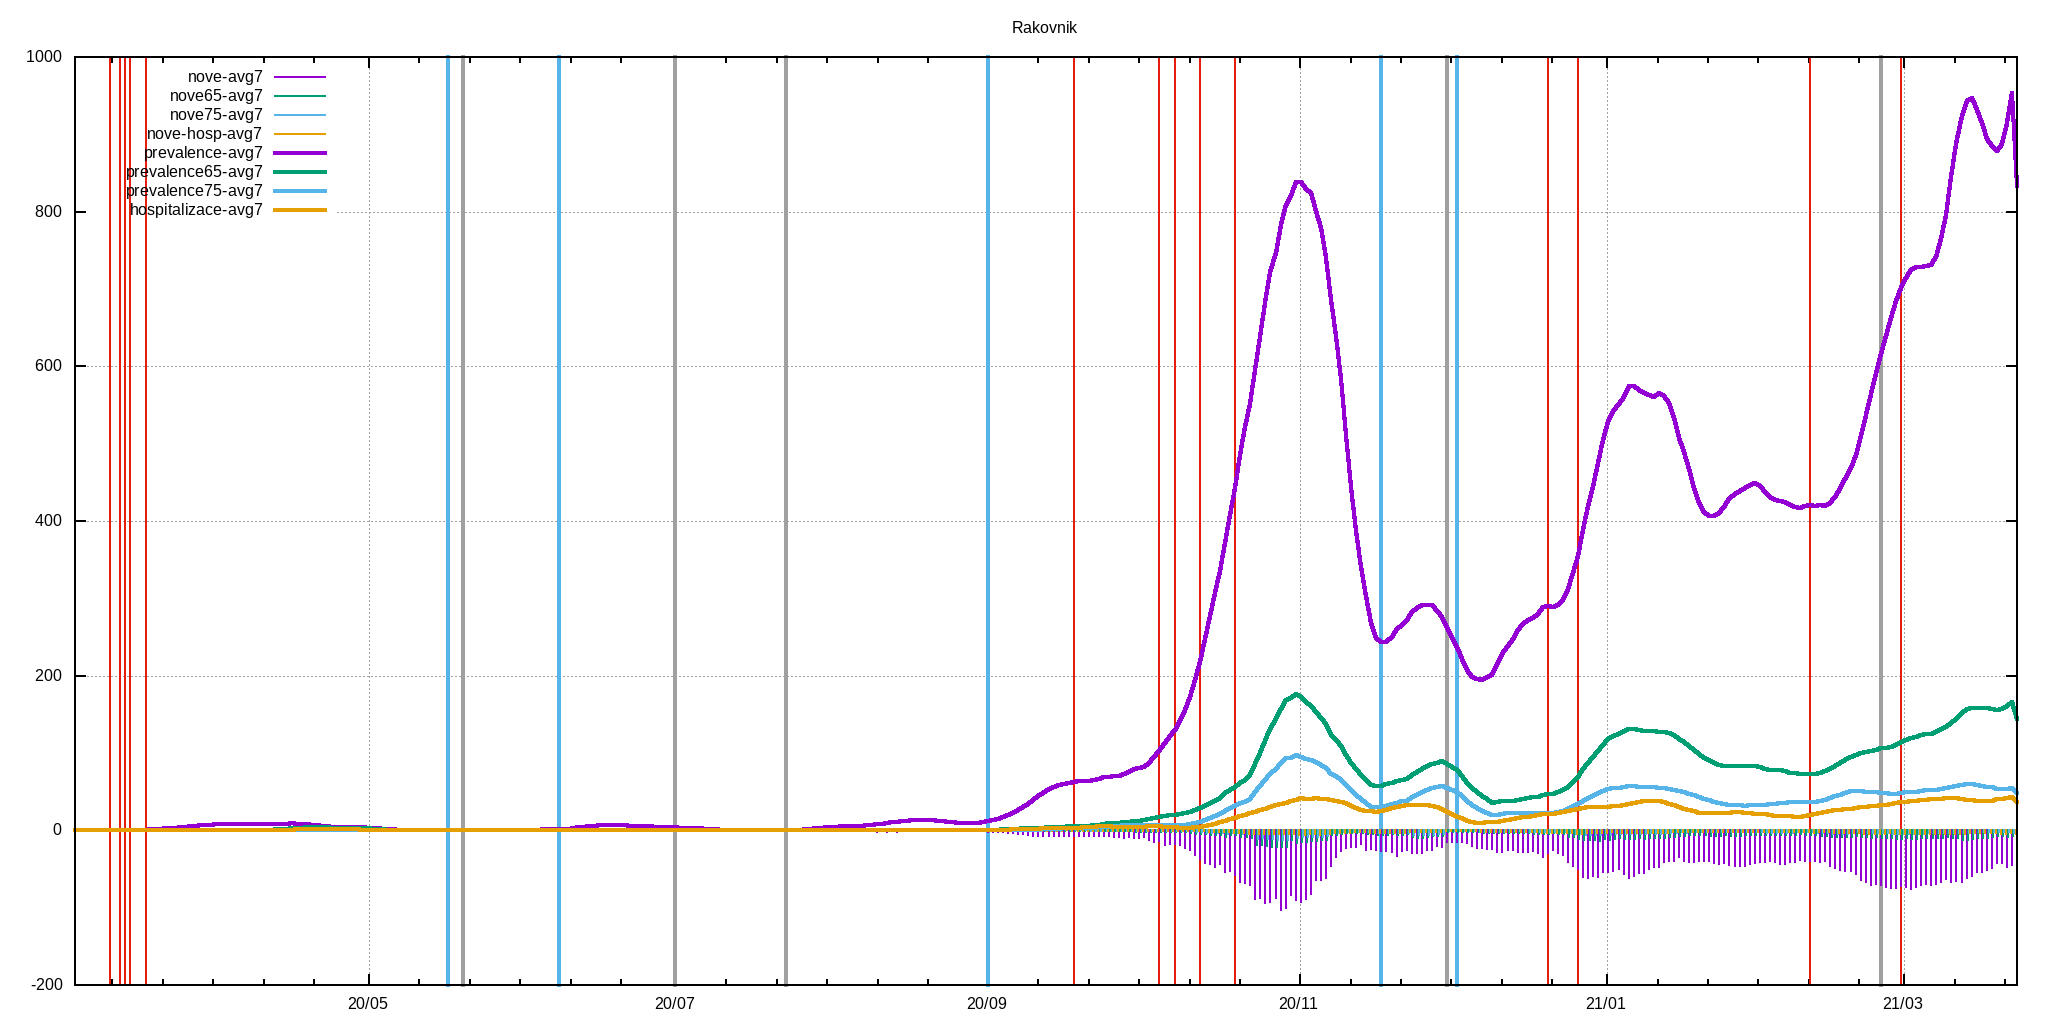 Rakovnik
1000
800
600
400
200
0
-200
nove-avg7
nove65-avg7
nove75-avg7
nove-hosp-avg7
prevalence-avg7
prevalence65-avg7
prevalence75-avg7
hospitalizace-avg7
20/05 20/07 20/09 20/11 21/01 21/03